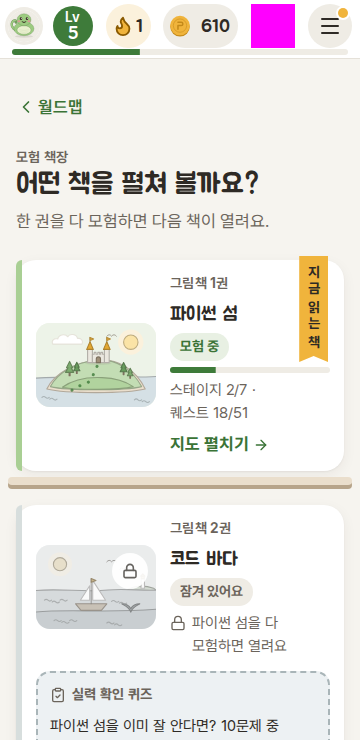 Lv
5
1
610
월드맵
모험 책장
어떤 책을 펼쳐 볼까요?
한 권을 다 모험하면 다음 책이 열려요.
지금 읽는 책
그림책 1권
파이썬 섬
모험 중
스테이지 2/7 ·
퀘스트 18/51
지도 펼치기 →
그림책 2권
코드 바다
잠겨 있어요
파이썬 섬을 다
모험하면 열려요
실력 확인 퀴즈
파이썬 섬을 이미 잘 안다면? 10문제 중